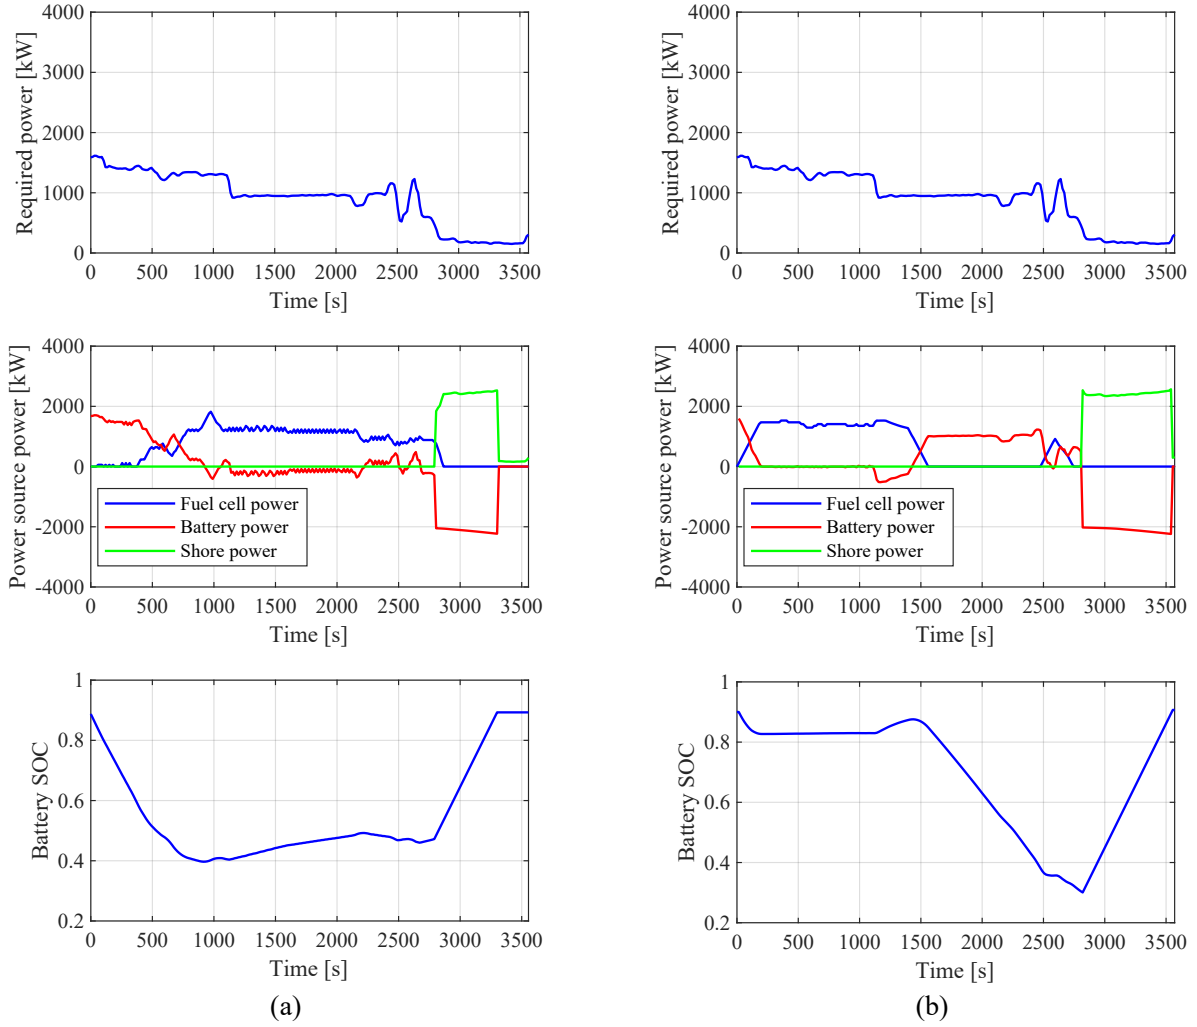 4000
3000
2000
1000
0
Required power [kW]
0 500 1000 1500 2000 2500 3000 3500
Time [s]
4000
3000
2000
1000
0
Required power [kW]
0 500 1000 1500 2000 2500 3000 3500
Time [s]
4000
2000
0
-2000
-4000
Power source power [kW]
Fuel cell power
Battery power
Shore power
0 500 1000 1500 2000 2500 3000 3500
Time [s]
4000
2000
0
-2000
-4000
Power source power [kW]
Fuel cell power
Battery power
Shore power
0 500 1000 1500 2000 2500 3000 3500
Time [s]
1
0.8
0.6
0.4
0.2
Battery SOC
0 500 1000 1500 2000 2500 3000 3500
Time [s]
(a)
1
0.8
0.6
0.4
0.2
Battery SOC
0 500 1000 1500 2000 2500 3000 3500
Time [s]
(b)